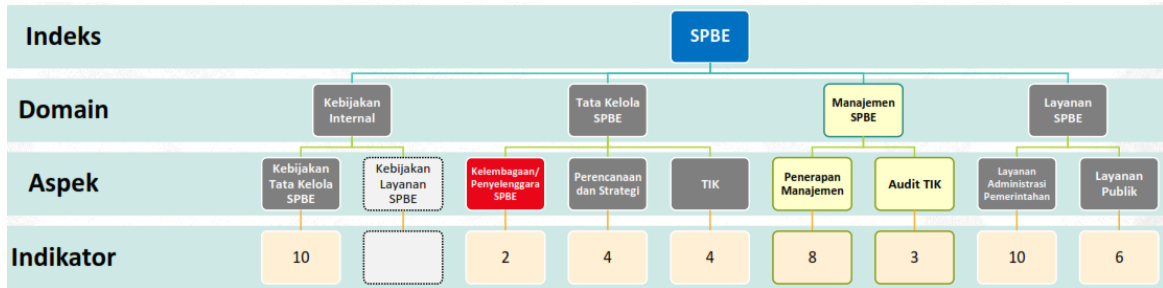 Indeks
SPBE
Domain
Kebijakan
Internal
Tata Kelola
SPBE
Manajemen
SPBE
Layanan
SPBE
Aspek
Kebijakan
Tata Kelola
SPBE
Kebijakan
Layanan
SPBE
Kelembagaan/
Penyelenggara
SPBE
Perencanaan
dan Strategi
TIK
Penerapan
Manajemen
Audit TIK
Layanan
Administrasi
Pemerintahan
Layanan
Publik
Indikator
10
2
4
4
8
3
10
6